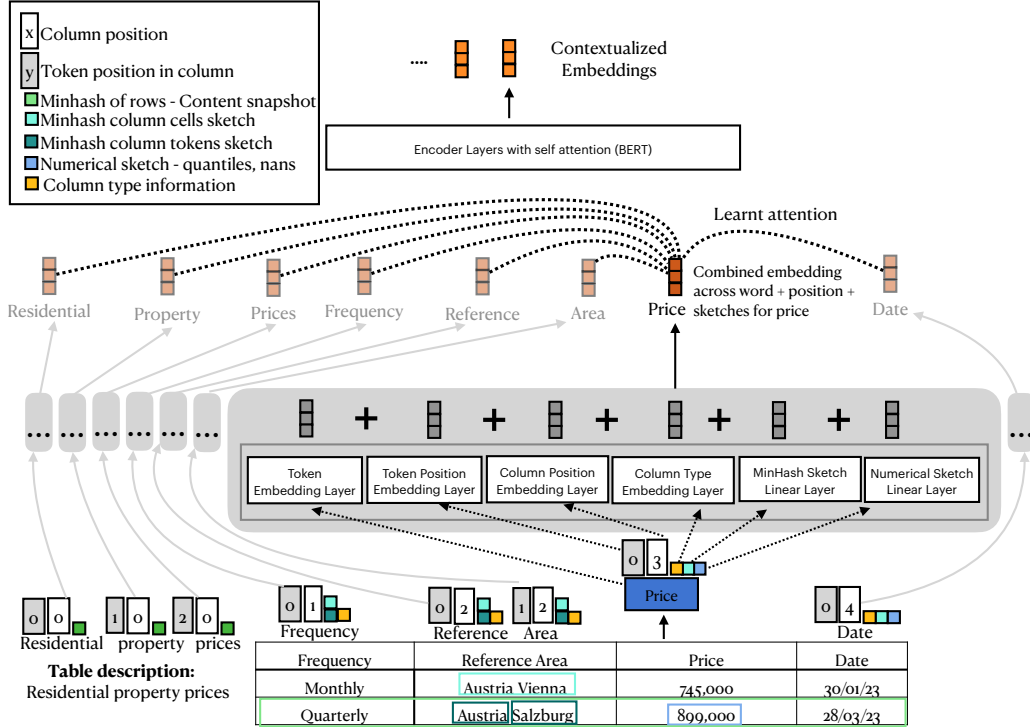 x Column position
y Token position in column
Minhash of rows - Content snapshot
Minhash column cells sketch
Minhash column tokens sketch
Numerical sketch - quantiles, nans
Column type information
....
Contextualized
Embeddings
Encoder Layers with self attention (BERT)
Learnt attention
Combined embedding
across word + position +
sketches for price
Residential Property Prices Frequency Reference Area Price Date
... ... ... ... ... ... ...
+ + + + +
Token
Embedding Layer
Token Position
Embedding Layer
Column Position
Embedding Layer
Column Type
Embedding Layer
MinHash Sketch
Linear Layer
Numerical Sketch
Linear Layer
0 3
Price
0 0 1 0 2 0
Residential property prices
0 1
Frequency
0 2 1 2
Reference Area
0 4
Date
Table description:
Residential property prices
Frequency Reference Area Price Date
Monthly Austria Vienna 745,000 30/01/23
Quarterly Austria Salzburg 899,000 28/03/23